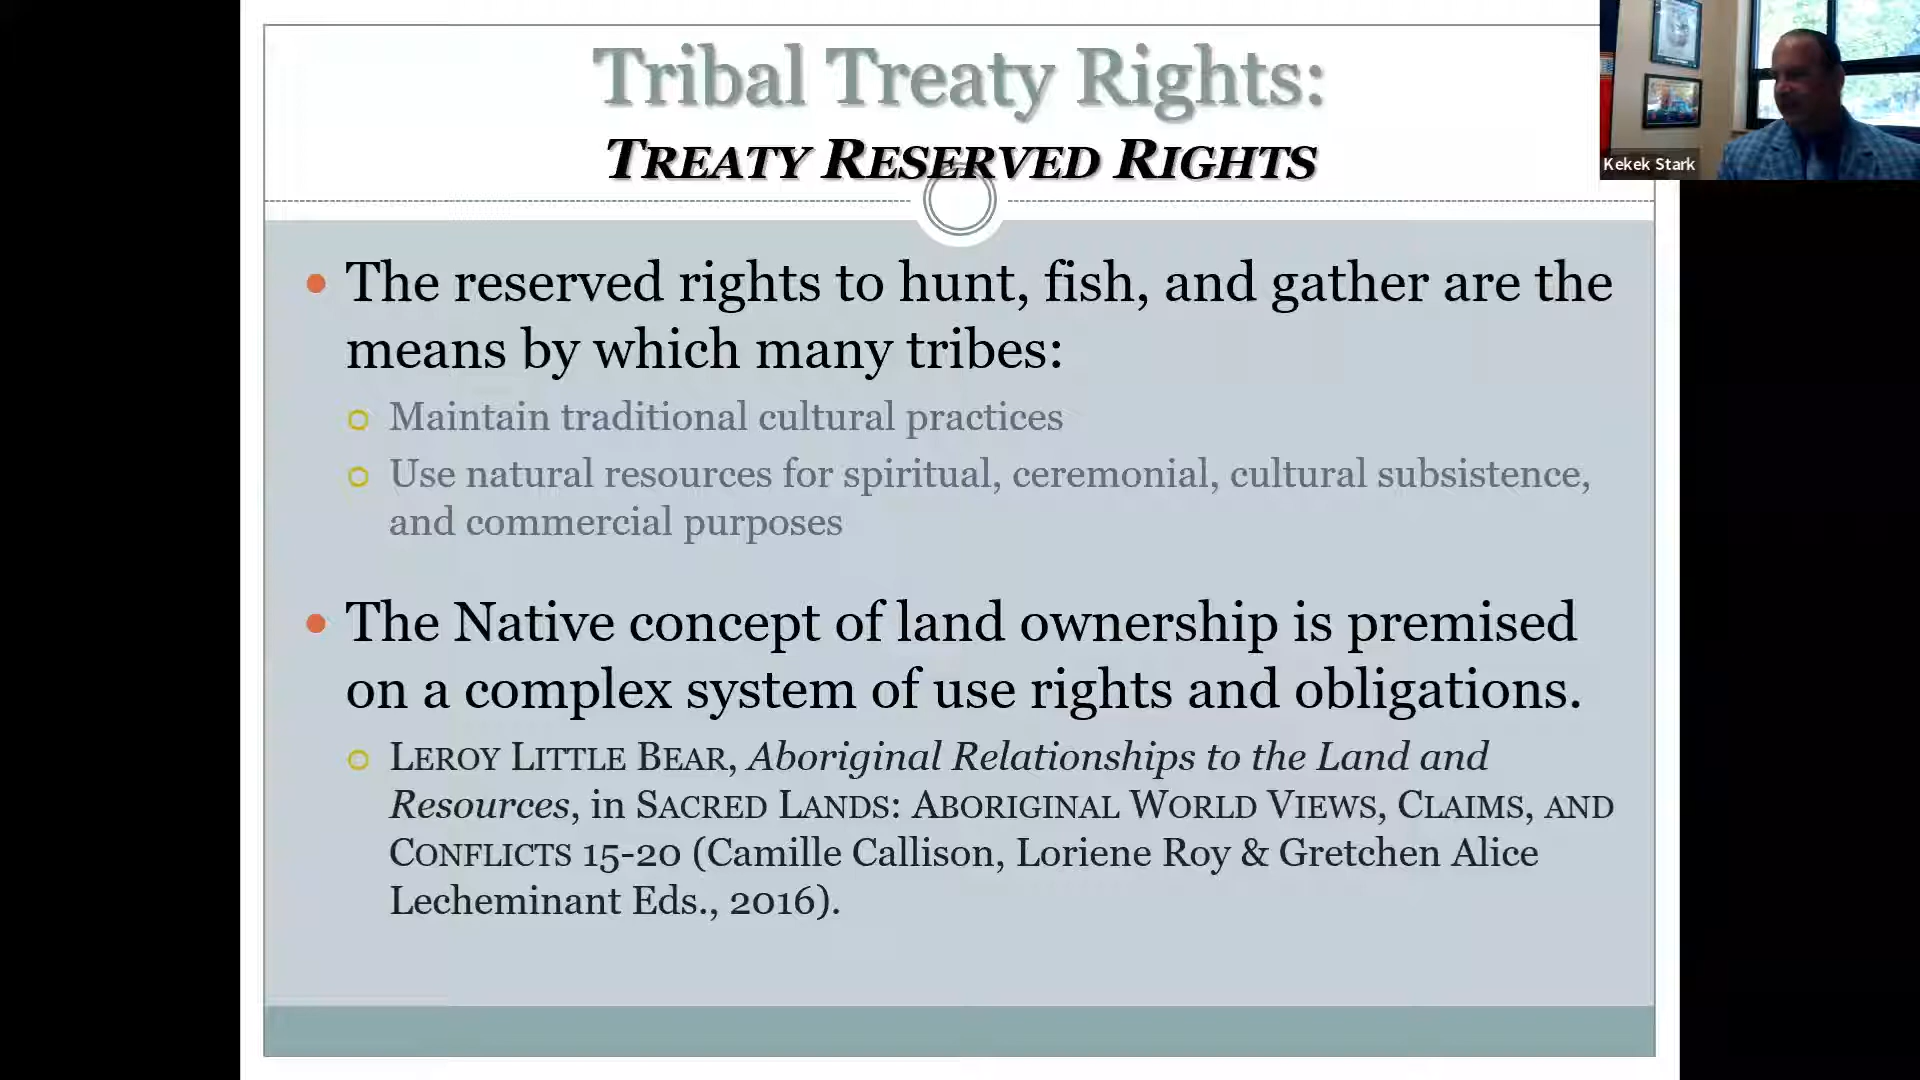 Tribal Treaty Rights:
TREATY RESERVED RIGHTS
Kekek Stark
The reserved rights to hunt, fish, and gather are the
means by which many tribes:
Maintain traditional cultural practices
Use natural resources for spiritual, ceremonial, cultural subsistence,
and commercial purposes
The Native concept of land ownership is premised
on a complex system of use rights and obligations.
LEROY LITTLE BEAR, Aboriginal Relationships to the Land and
Resources, in SACRED LANDS: ABORIGINAL WORLD VIEWS, CLAIMS, AND
CONFLICTS 15-20 (Camille Callison, Loriene Roy & Gretchen Alice
Lecheminant Eds., 2016).